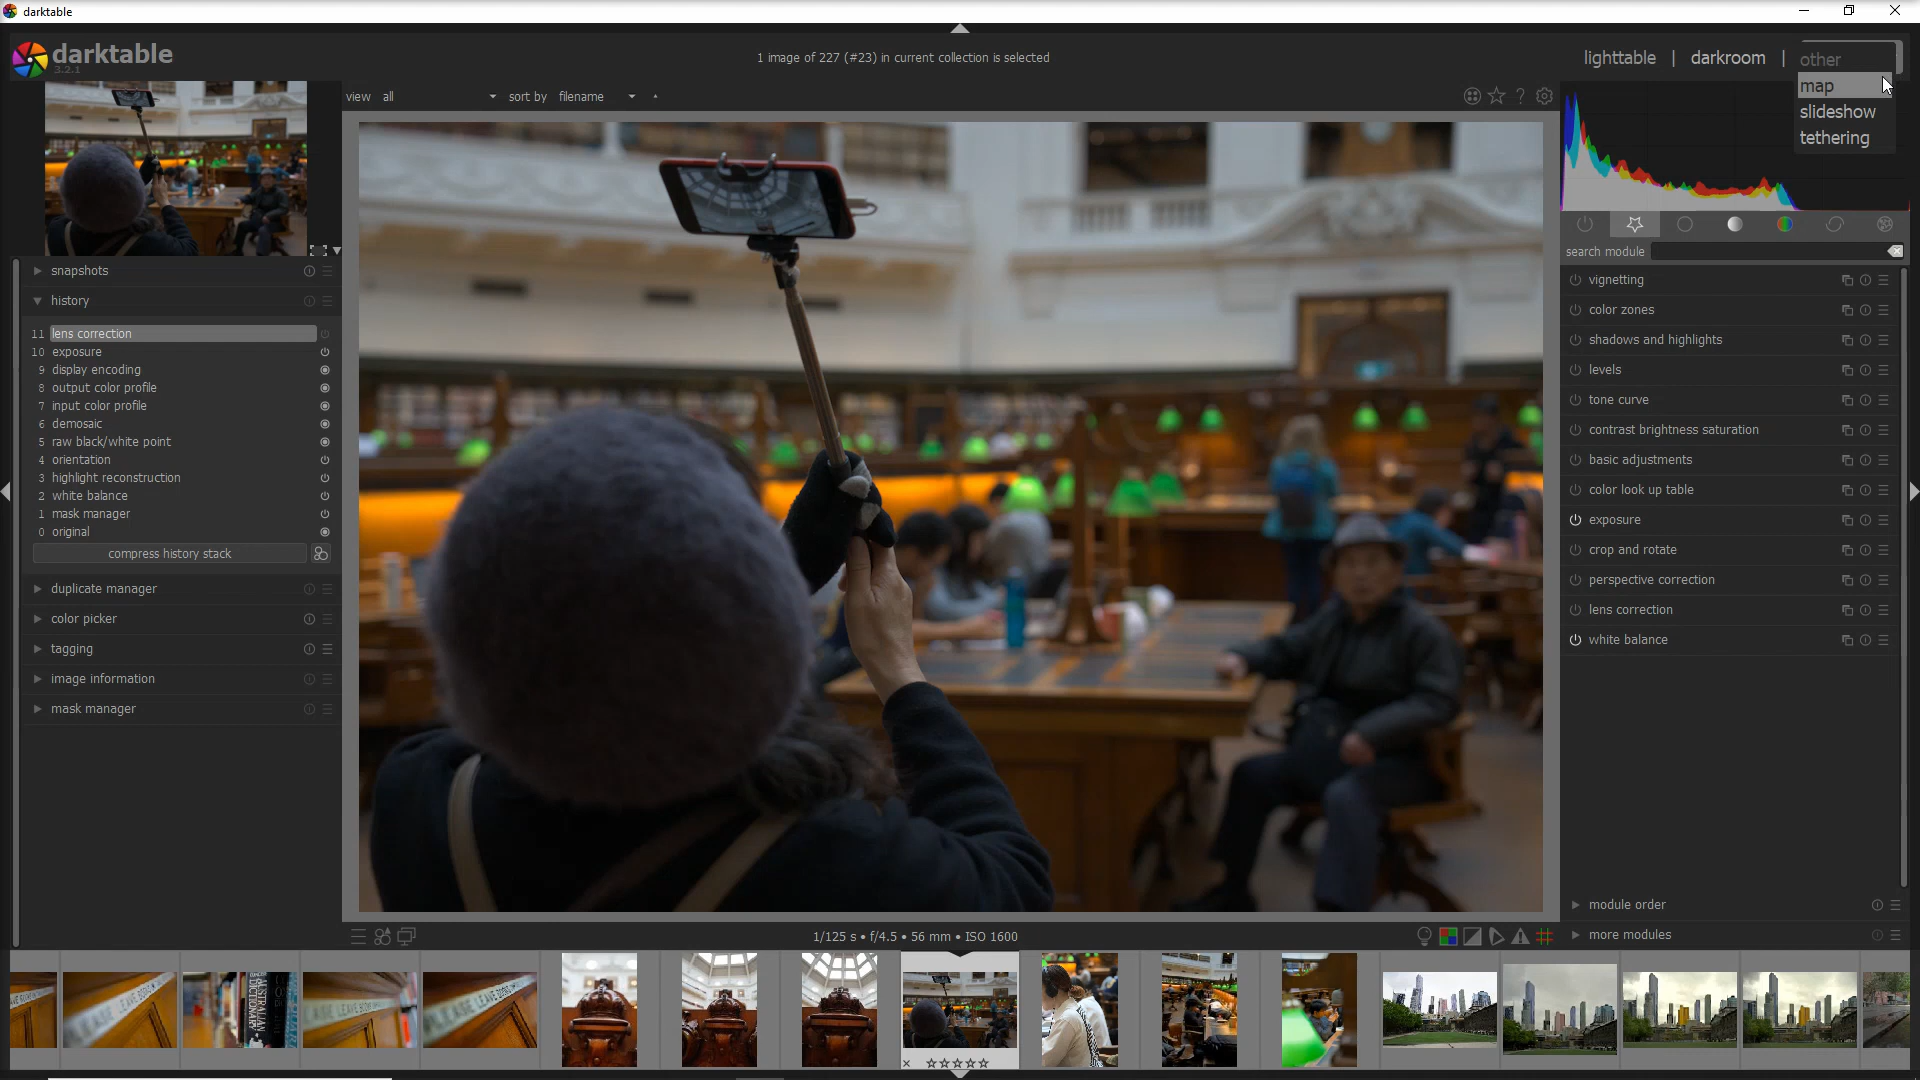 darktable
darktable
3.2.1
1 image of 227 (#23) in current collection is selected
lighttable | darkroom | other
map
slideshow
tethering
view all sort by filename
search module
snapshots
history
11 lens correction
10 exposure
9 display encoding
8 output color profile
7 input color profile
6 demosaic
5 raw black/white point
4 orientation
3 highlight reconstruction
2 white balance
1 mask manager
0 original
compress history stack
duplicate manager
color picker
tagging
image information
mask manager
vignetting
color zones
shadows and highlights
levels
tone curve
contrast brightness saturation
basic adjustments
color look up table
exposure
crop and rotate
perspective correction
lens correction
white balance
module order
more modules
1/125 s • f/4.5 • 56 mm • ISO 1600
AUSTRALIAN
DICTIONARY